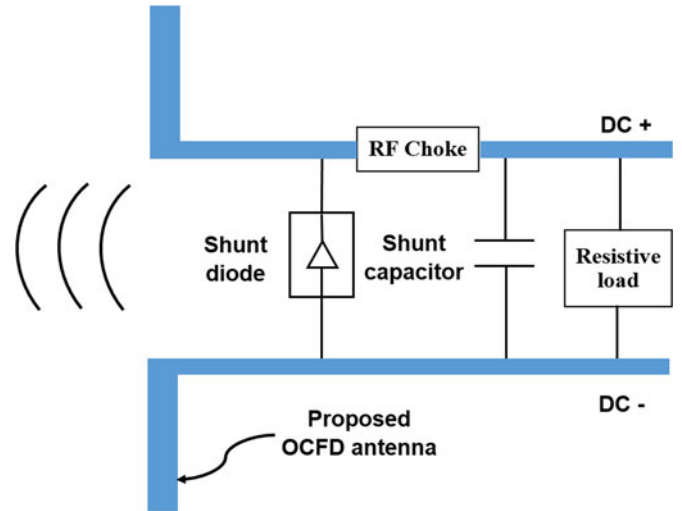 DC +
RF Choke
Shunt
diode
Shunt
capacitor
Resistive
load
DC -
Proposed
OCFD antenna